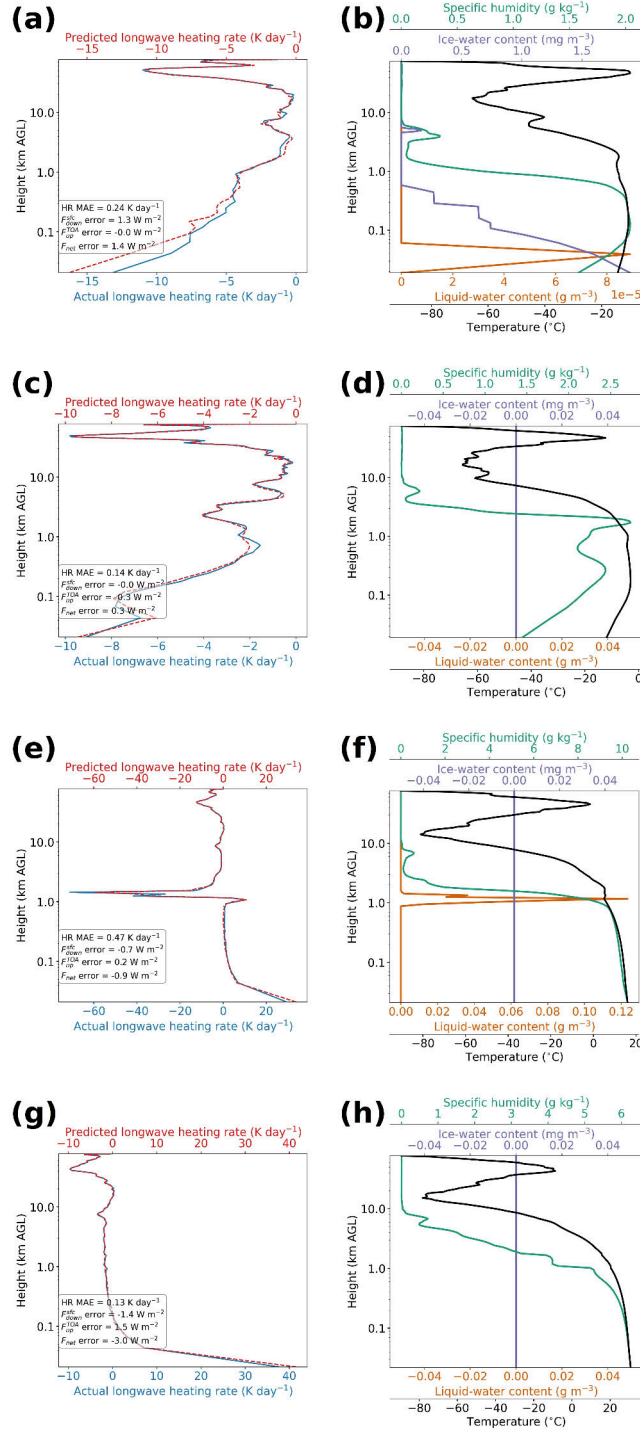 (a)
Predicted longwave heating rate (K day⁻¹)
−15 −10 −5 0
Height (km AGL)
10.0
1.0
0.1
HR MAE = 0.24 K day⁻¹
F^sfc_down error = 1.3 W m⁻²
F^TOA_up error = -0.0 W m⁻²
F_net error = 1.4 W m⁻²
−15 −10 −5 0
Actual longwave heating rate (K day⁻¹)
(b)
Specific humidity (g kg⁻¹)
0.0 0.5 1.0 1.5 2.0
Ice-water content (mg m⁻³)
0.0 0.5 1.0 1.5
Height (km AGL)
10.0
1.0
0.1
0 2 4 6 8
Liquid-water content (g m⁻³) 1e−5
−80 −60 −40 −20
Temperature (°C)
(c)
Predicted longwave heating rate (K day⁻¹)
−10 −8 −6 −4 −2 0
Height (km AGL)
10.0
1.0
0.1
HR MAE = 0.14 K day⁻¹
F^sfc_down error = -0.0 W m⁻²
F^TOA_up error = -0.3 W m⁻²
F_net error = 0.3 W m⁻²
−10 −8 −6 −4 −2 0
Actual longwave heating rate (K day⁻¹)
(d)
Specific humidity (g kg⁻¹)
0.0 0.5 1.0 1.5 2.0 2.5
Ice-water content (mg m⁻³)
−0.04 −0.02 0.00 0.02 0.04
Height (km AGL)
10.0
1.0
0.1
−0.04 −0.02 0.00 0.02 0.04
Liquid-water content (g m⁻³)
−80 −60 −40 −20 0
Temperature (°C)
(e)
Predicted longwave heating rate (K day⁻¹)
−60 −40 −20 0 20
Height (km AGL)
10.0
1.0
0.1
HR MAE = 0.47 K day⁻¹
F^sfc_down error = -0.7 W m⁻²
F^TOA_up error = 0.2 W m⁻²
F_net error = -0.9 W m⁻²
−60 −40 −20 0 20
Actual longwave heating rate (K day⁻¹)
(f)
Specific humidity (g kg⁻¹)
0 2 4 6 8 10
Ice-water content (mg m⁻³)
−0.04 −0.02 0.00 0.02 0.04
Height (km AGL)
10.0
1.0
0.1
0.00 0.02 0.04 0.06 0.08 0.10 0.12
Liquid-water content (g m⁻³)
−80 −60 −40 −20 0 20
Temperature (°C)
(g)
Predicted longwave heating rate (K day⁻¹)
−10 0 10 20 30 40
Height (km AGL)
10.0
1.0
0.1
HR MAE = 0.13 K day⁻¹
F^sfc_down error = -1.4 W m⁻²
F^TOA_up error = 1.5 W m⁻²
F_net error = -3.0 W m⁻²
−10 0 10 20 30 40
Actual longwave heating rate (K day⁻¹)
(h)
Specific humidity (g kg⁻¹)
0 1 2 3 4 5 6
Ice-water content (mg m⁻³)
−0.04 −0.02 0.00 0.02 0.04
Height (km AGL)
10.0
1.0
0.1
−0.04 −0.02 0.00 0.02 0.04
Liquid-water content (g m⁻³)
−80 −60 −40 −20 0 20
Temperature (°C)